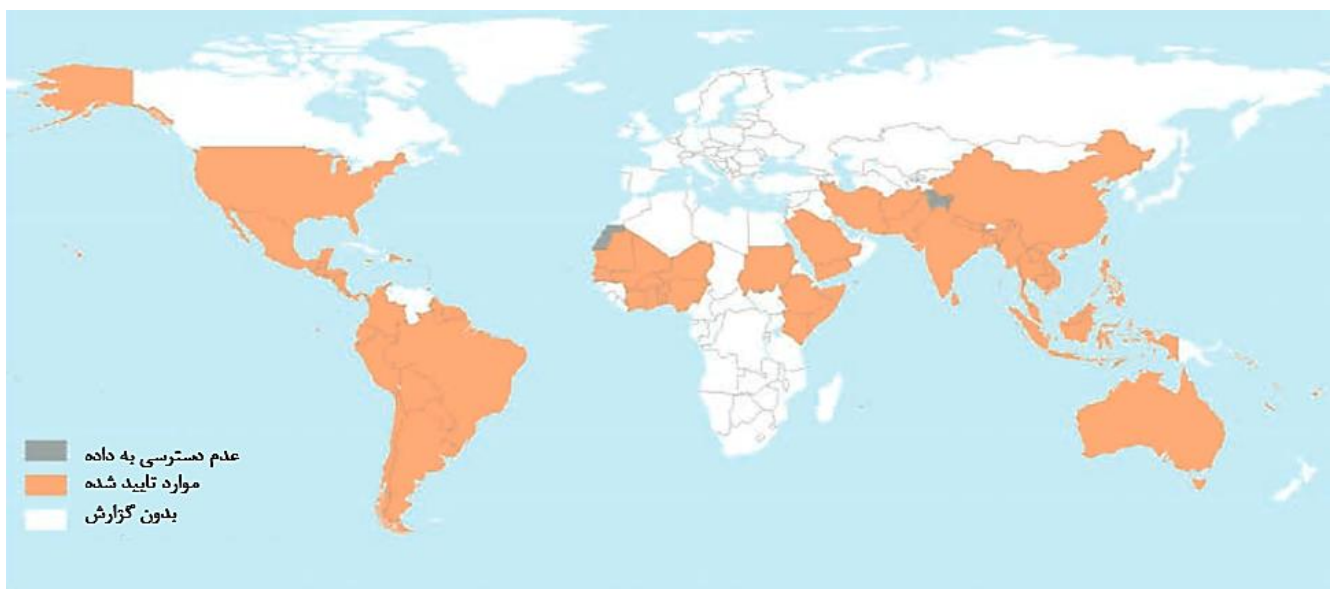 عدم دسترسی به داده
موارد تایید شده
بدون گزارش